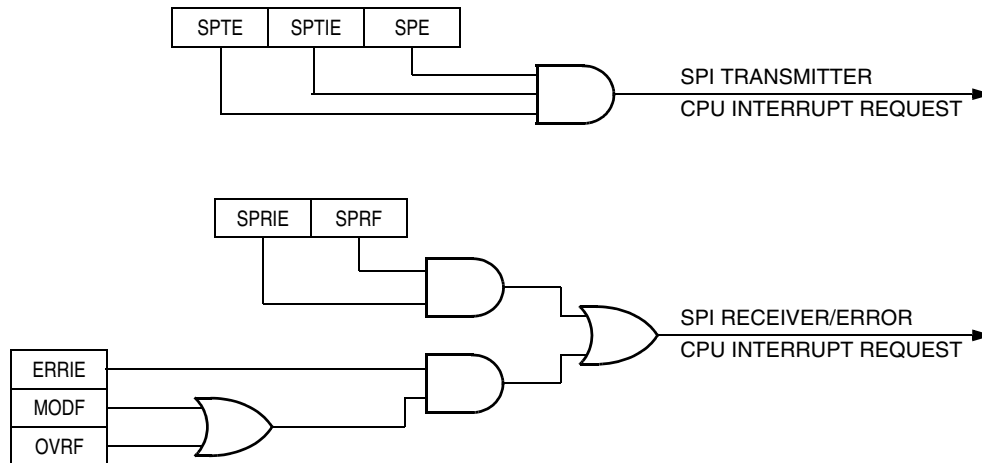 SPTE SPTIE SPE
SPI TRANSMITTER
CPU INTERRUPT REQUEST
SPRIE SPRF
SPI RECEIVER/ERROR
CPU INTERRUPT REQUEST
ERRIE
MODF
OVRF